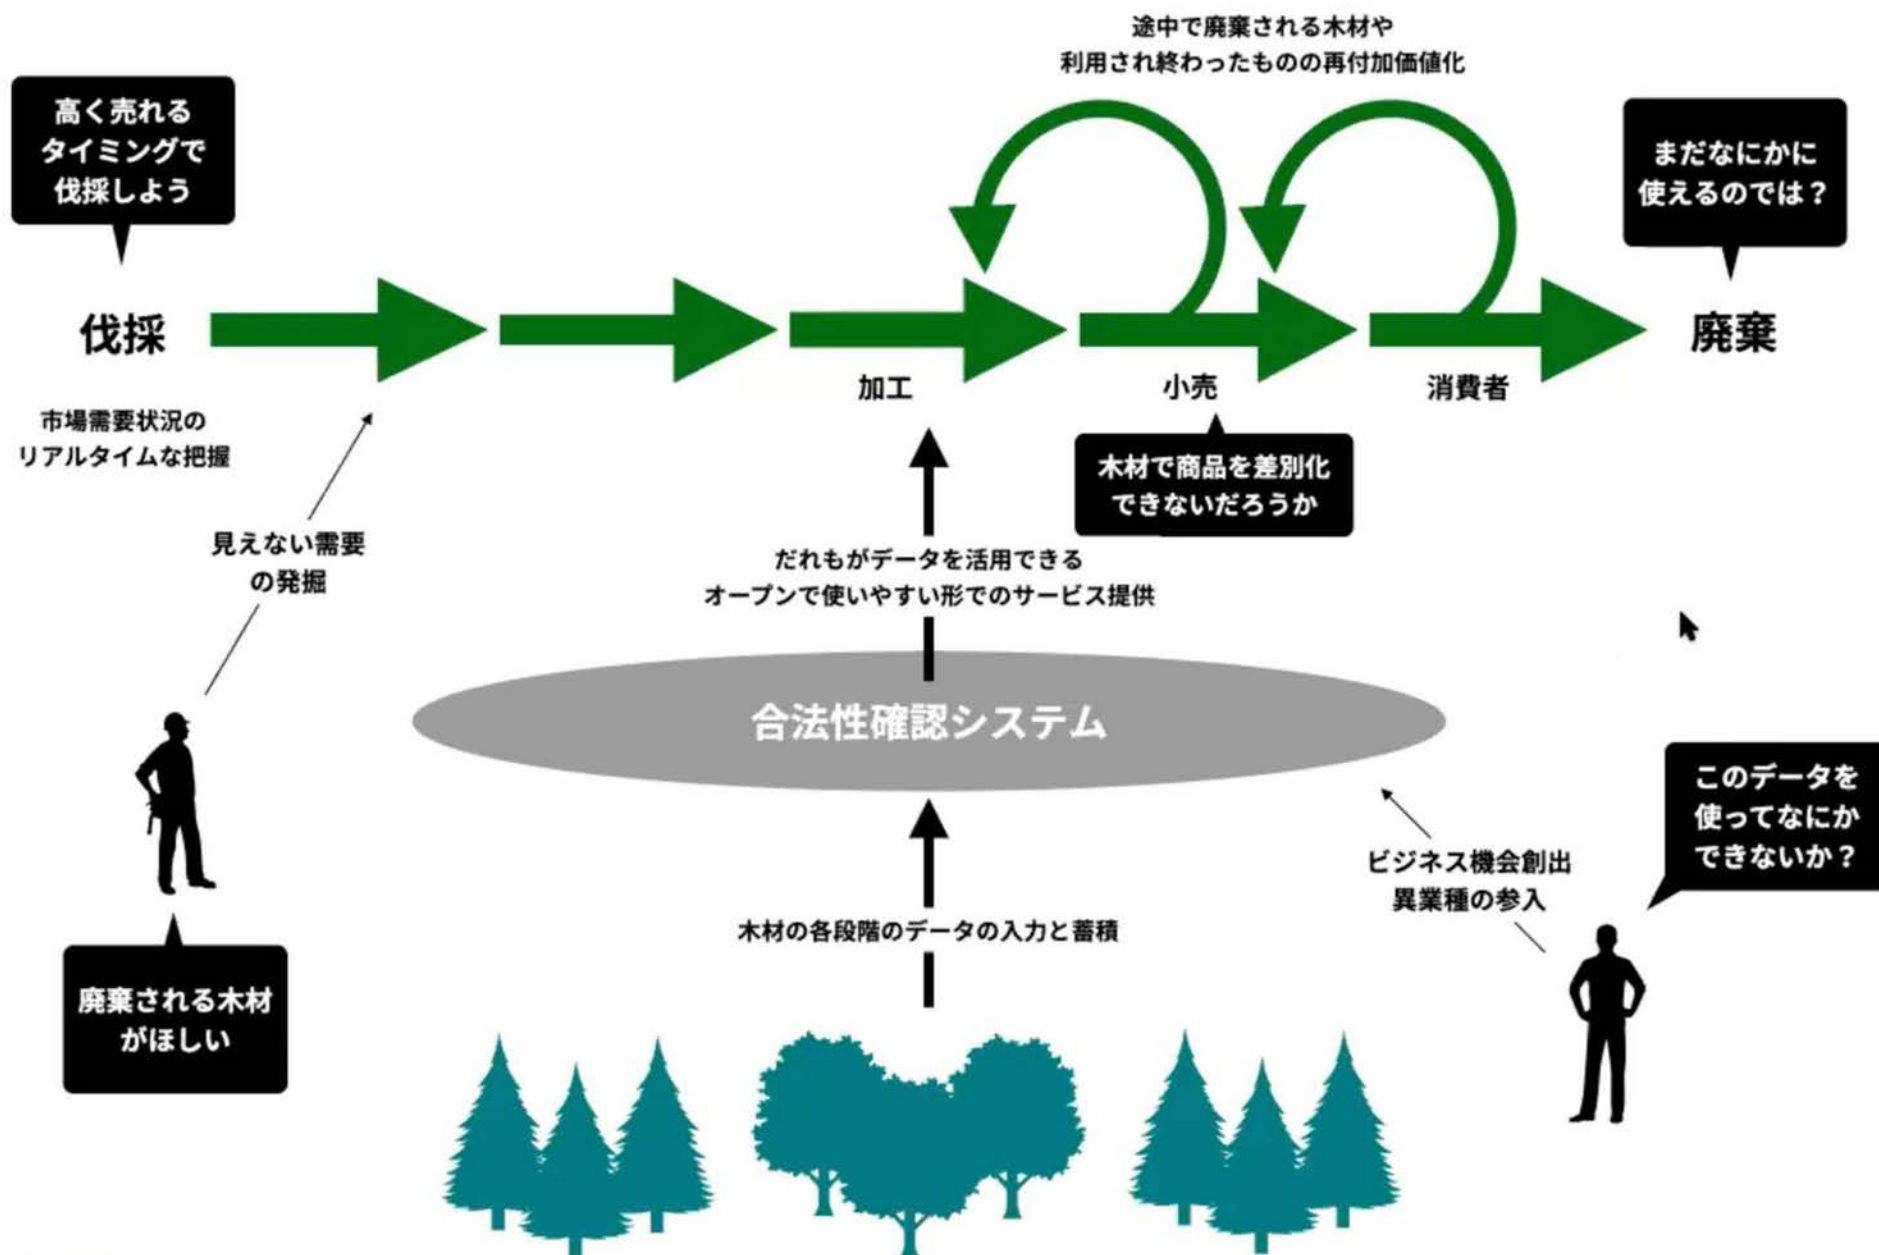 途中で廃棄される木材や
利用され終わったものの再付加価値化
高く売れる
タイミングで
伐採しよう
まだなにかに
使えるのでは？
伐採
廃棄
加工
小売
消費者
市場需要状況の
リアルタイムな把握
木材で商品を差別化
できないだろうか
見えない需要
の発掘
だれもがデータを活用できる
オープンで使いやすい形でのサービス提供
合法性確認システム
このデータを
使ってなにか
できないか？
ビジネス機会創出
異業種の参入
木材の各段階のデータの入力と蓄積
廃棄される木材
がほしい